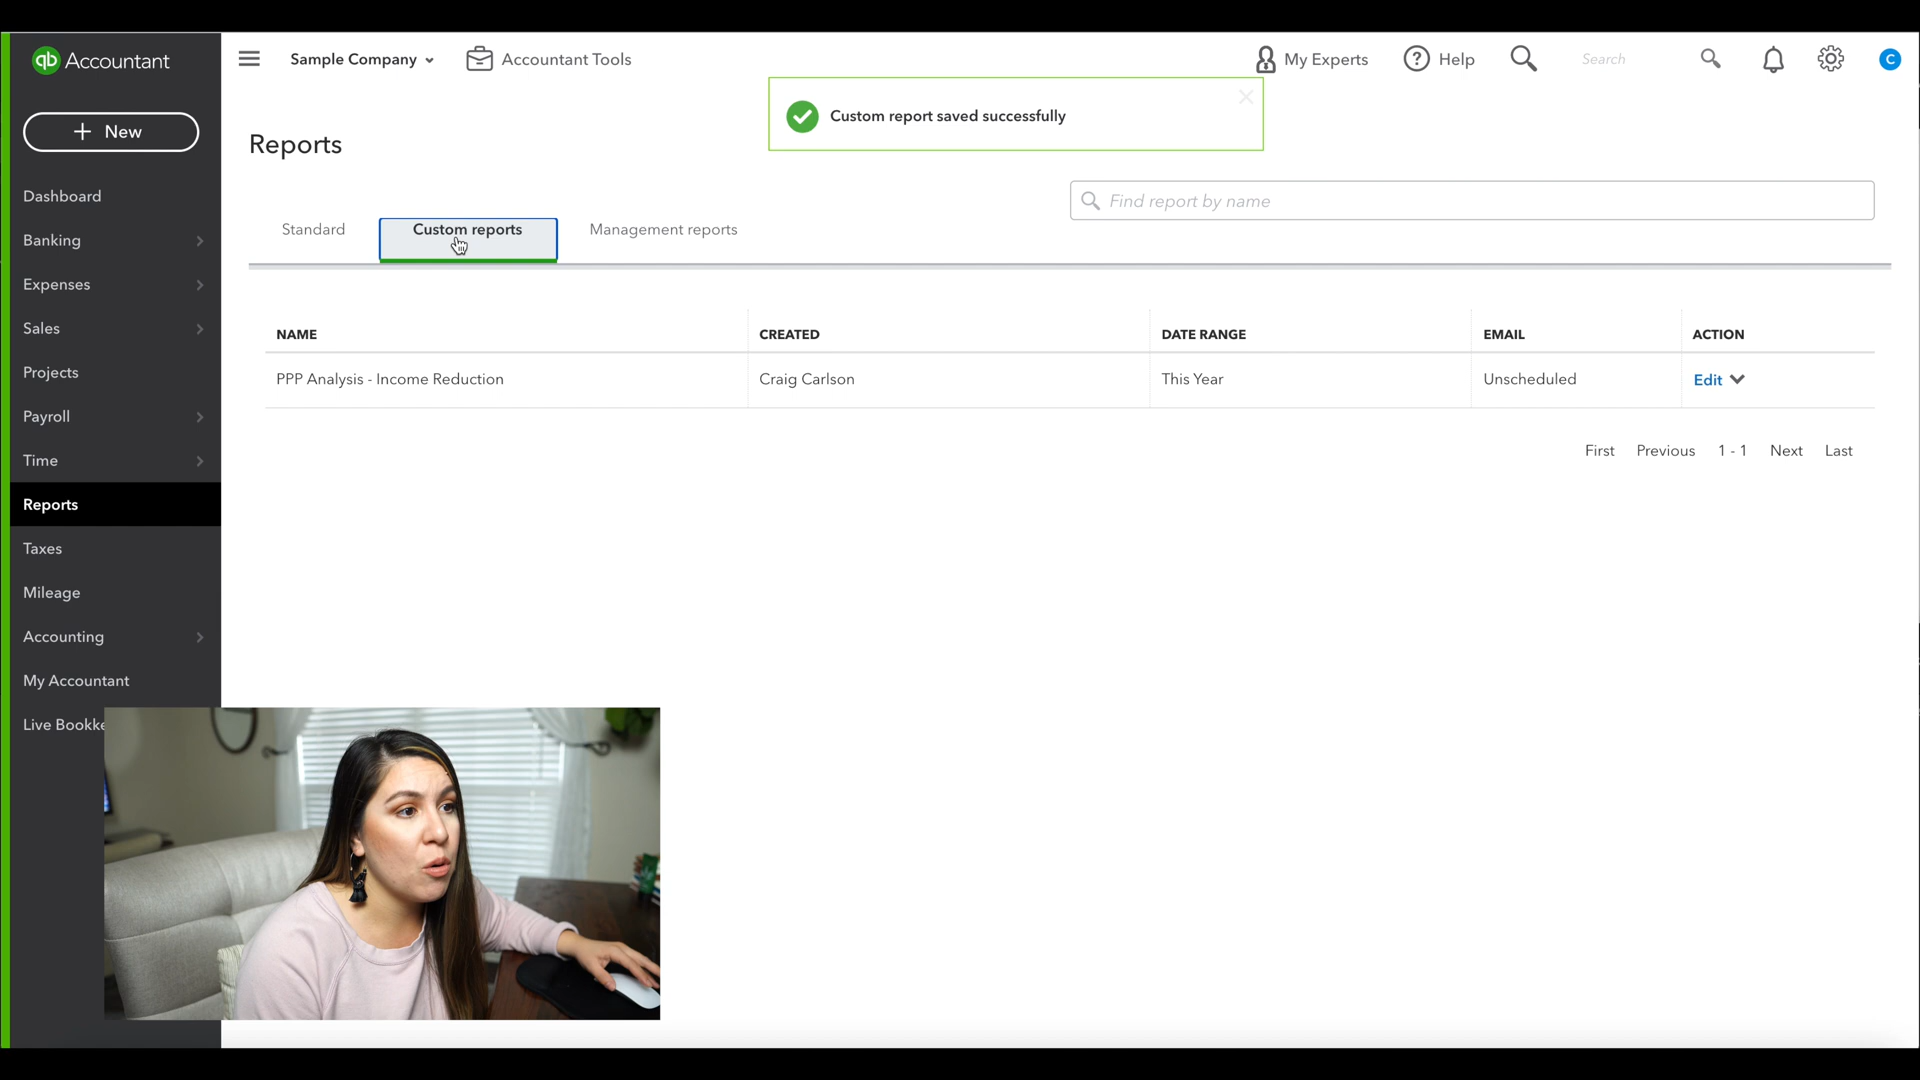 qb Accountant
Sample Company
Accountant Tools
My Experts
Help
Search
C
New
Custom report saved successfully
Reports
Find report by name
Standard
Custom reports
Management reports
Dashboard
Banking
Expenses
Sales
Projects
Payroll
Time
Reports
Taxes
Mileage
Accounting
My Accountant
Live Bookke
NAME CREATED DATE RANGE EMAIL ACTION
PPP Analysis - Income Reduction Craig Carlson This Year Unscheduled Edit
First Previous 1 - 1 Next Last